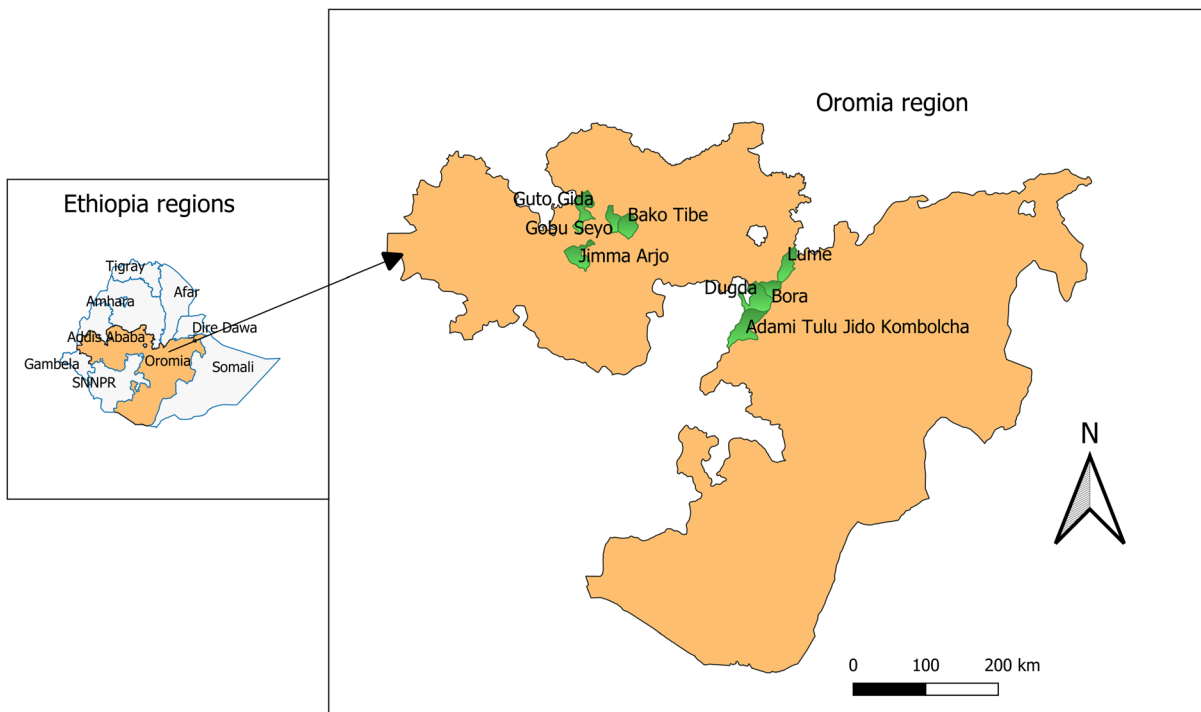 Oromia region
Ethiopia regions
Guto Gida
Bako Tibe
Gobu Seyo
Jimma Arjo
Lume
Dugda
Bora
Adami Tulu Jido Kombolcha
Tigray
Afar
Amhara
Dire Dawa
Addis Ababa
Oromia
Gambela
Somali
SNNPR
N
0 100 200 km